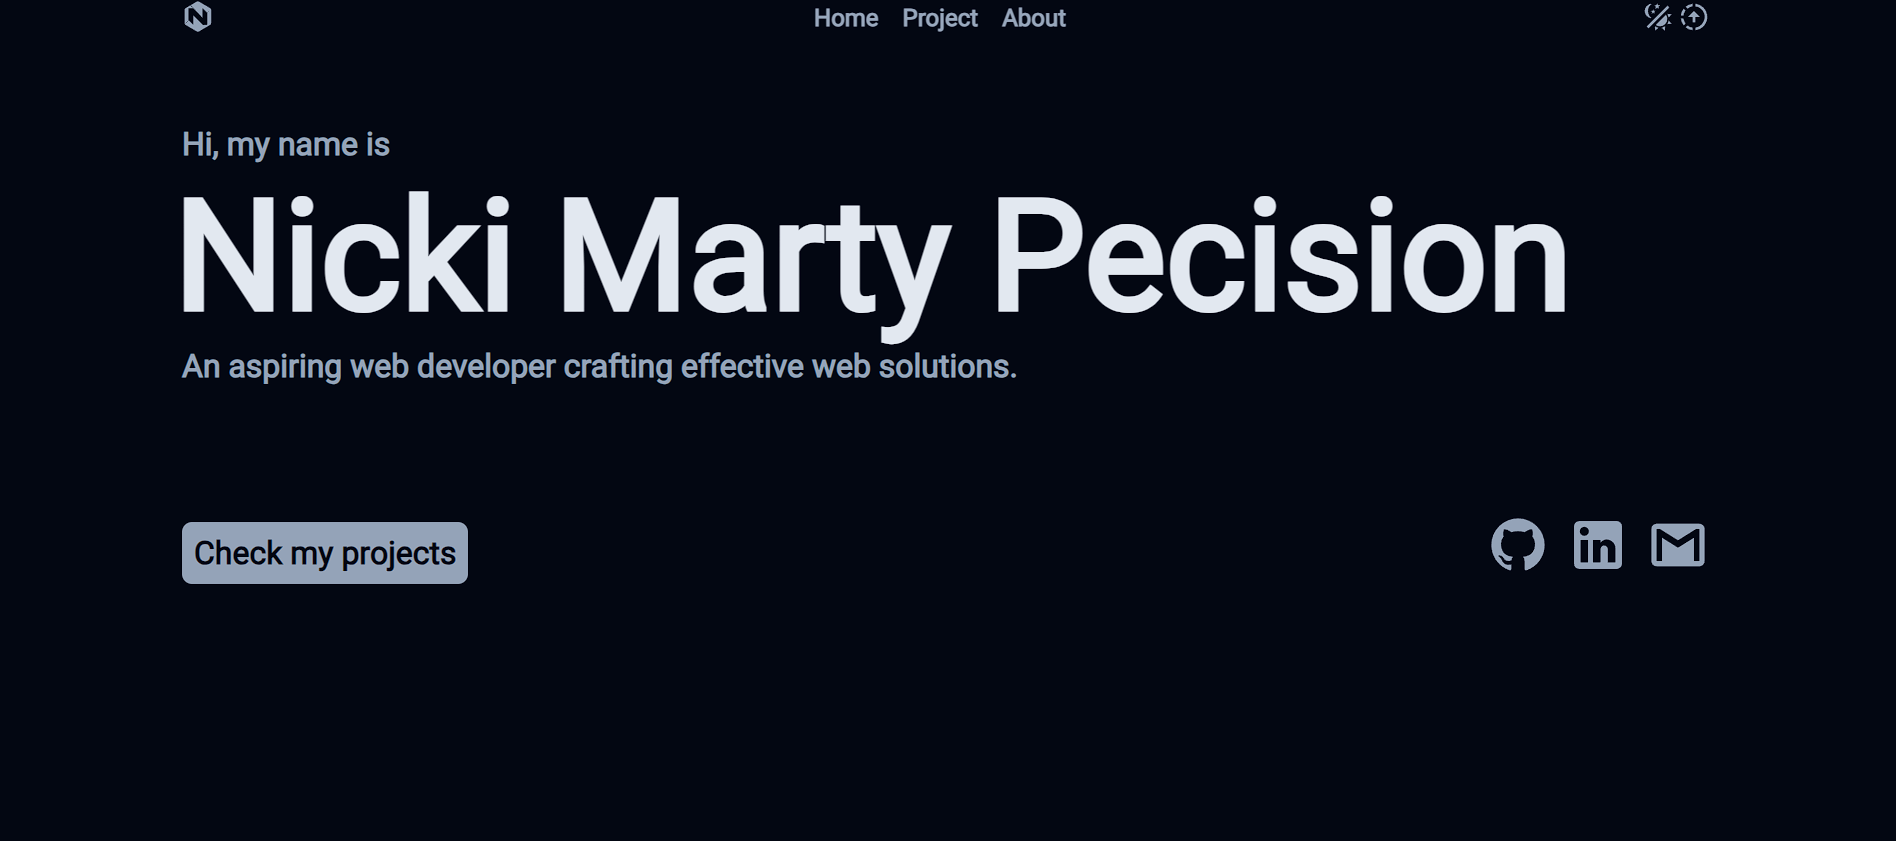 Home Project About
Hi, my name is
Nicki Marty Pecision
An aspiring web developer crafting effective web solutions.
Check my projects